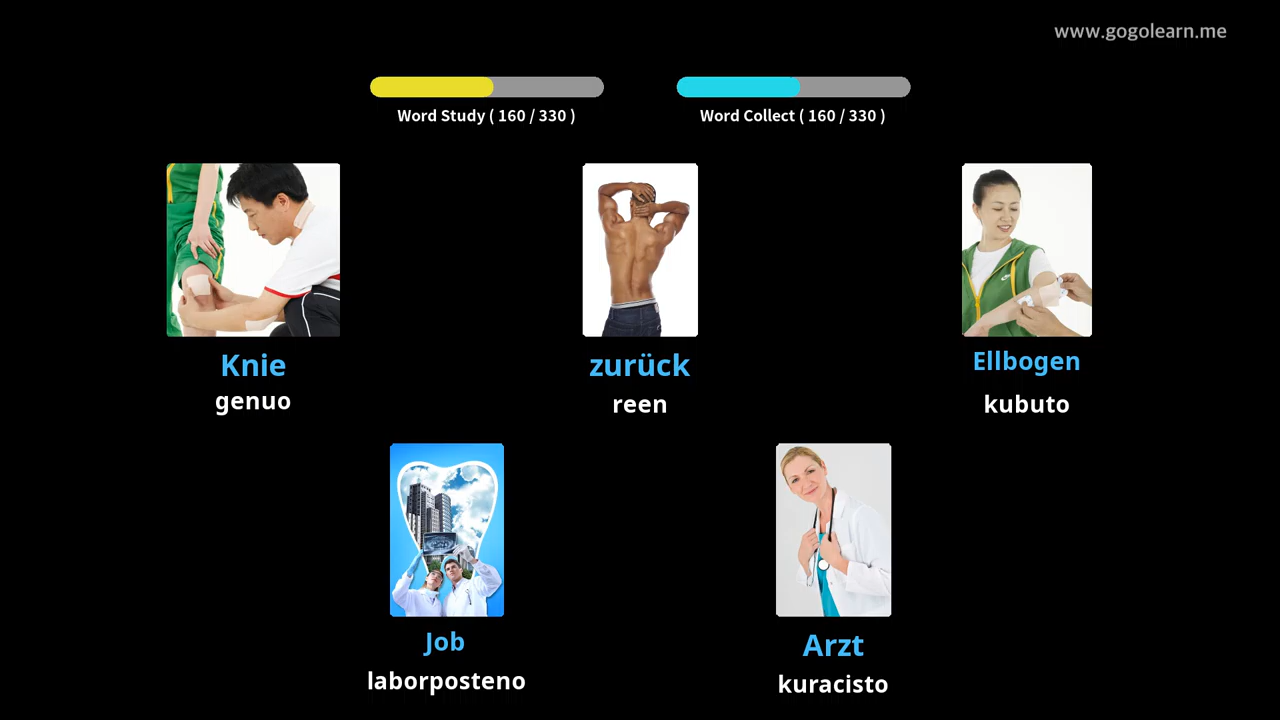 www.gogolearn.me
Word Study ( 160 / 330 )
Word Collect ( 160 / 330 )
Knie
genuo
zurück
reen
Ellbogen
kubuto
Job
laborposteno
Arzt
kuracisto